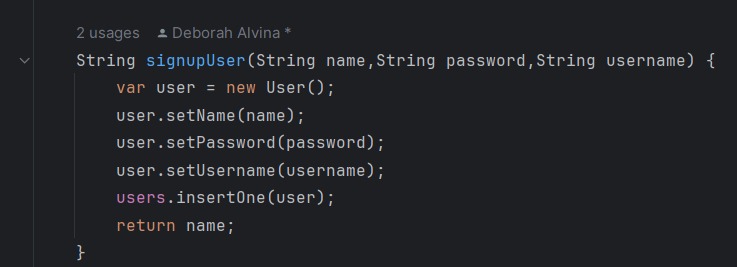 2 usages Deborah Alvina *
String signupUser(String name,String password,String username) {
var user = new User();
user.setName(name);
user.setPassword(password);
user.setUsername(username);
users.insertOne(user);
return name;
}